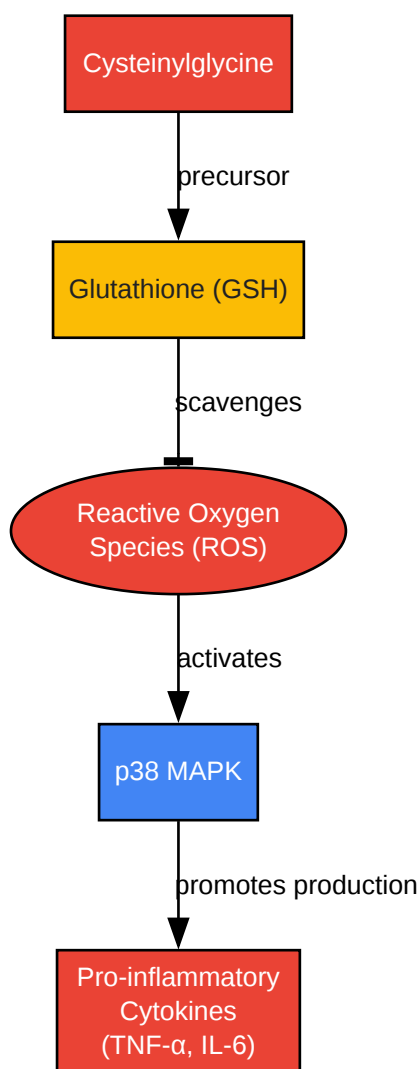 Cysteinylglycine
precursor
Glutathione (GSH)
scavenges
Reactive Oxygen
Species (ROS)
activates
p38 MAPK
promotes production
Pro-inflammatory
Cytokines
(TNF-α, IL-6)